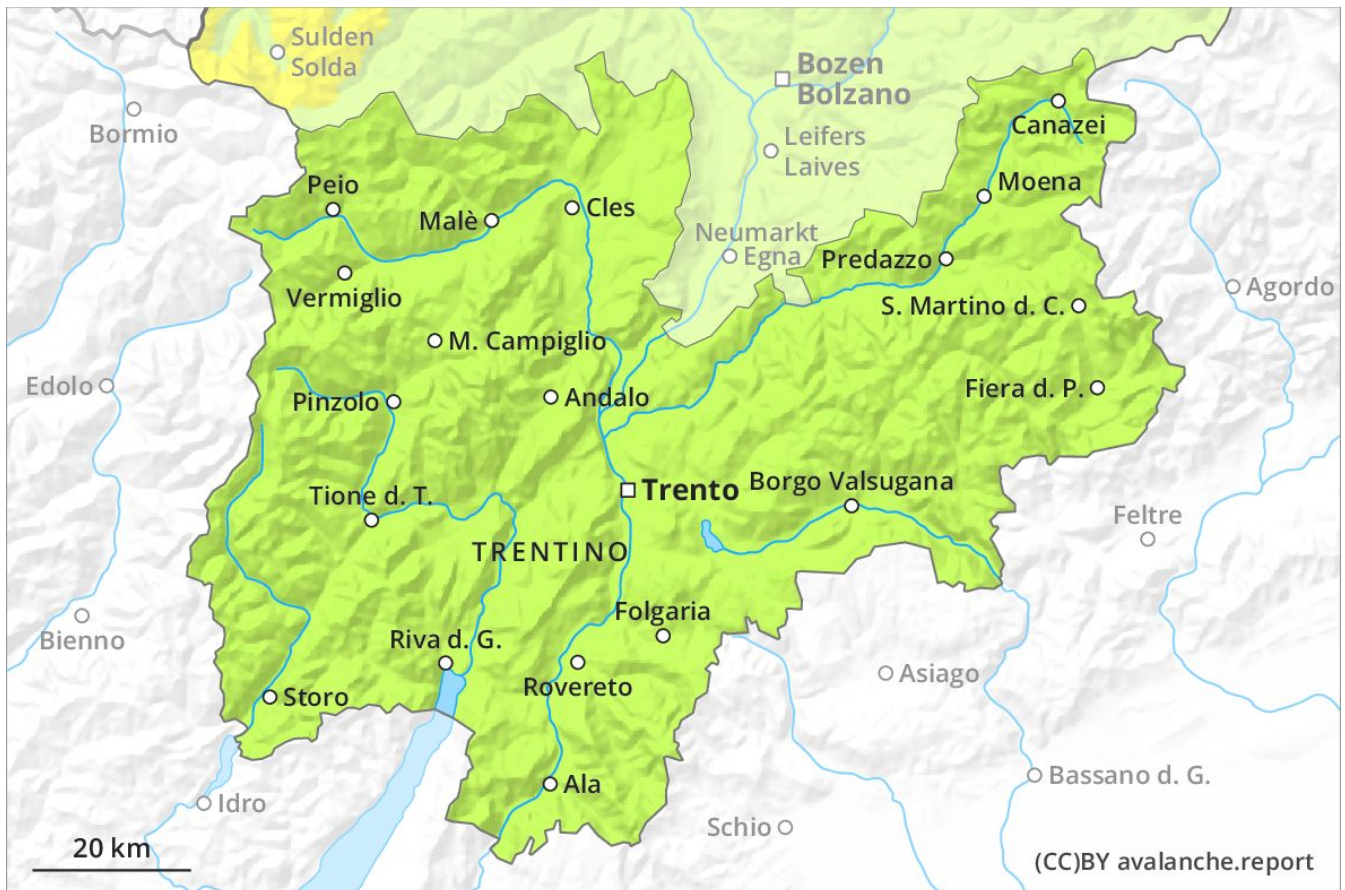 Sulden
Solda
Bozen
Bolzano
Bormio
Canazei
Leifers
Laives
Peio
Moena
Malè
Cles
Neumarkt
Egna
Predazzo
Vermiglio
Agordo
S. Martino d. C.
M. Campiglio
Edolo
Pinzolo
Andalo
Fiera d. P.
Tione d. T.
Trento
Borgo Valsugana
Feltre
TRENTINO
Folgaria
Bienno
Riva d. G.
Asiago
Rovereto
Storo
Bassano d. G.
Ala
Idro
Schio
20 km
(CC)BY avalanche.report